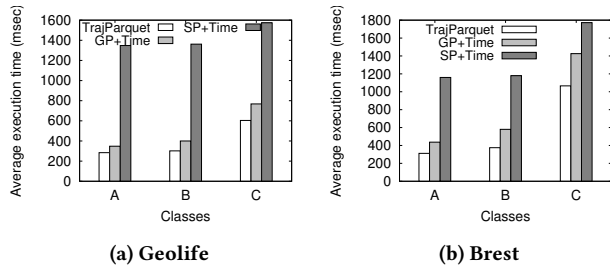 Average execution time (msec)
1600
1400
1200
1000
800
600
400
200
0
TrajParquet
GP+Time
SP+Time
A
B
C
Classes
(a) Geolife
Average execution time (msec)
1800
1600
1400
1200
1000
800
600
400
200
0
TrajParquet
GP+Time
SP+Time
A
B
C
Classes
(b) Brest